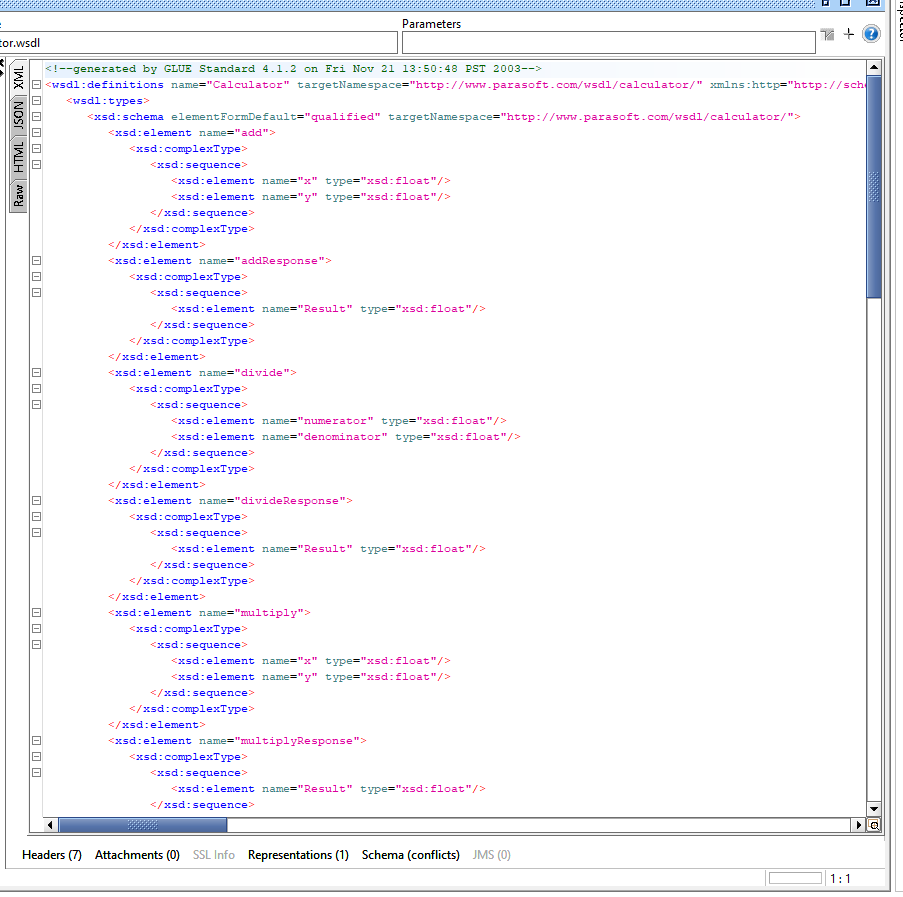 Parameters
tor.wsdl
XML
JSON
HTML
Raw
<!--generated by GLUE Standard 4.1.2 on Fri Nov 21 13:50:48 PST 2003-->
<wsdl:definitions name="Calculator" targetNamespace="http://www.parasoft.com/wsdl/calculator/" xmlns:http="http://sche
<wsdl:types>
<xsd:schema elementFormDefault="qualified" targetNamespace="http://www.parasoft.com/wsdl/calculator/">
<xsd:element name="add">
<xsd:complexType>
<xsd:sequence>
<xsd:element name="x" type="xsd:float"/>
<xsd:element name="y" type="xsd:float"/>
</xsd:sequence>
</xsd:complexType>
</xsd:element>
<xsd:element name="addResponse">
<xsd:complexType>
<xsd:sequence>
<xsd:element name="Result" type="xsd:float"/>
</xsd:sequence>
</xsd:complexType>
</xsd:element>
<xsd:element name="divide">
<xsd:complexType>
<xsd:sequence>
<xsd:element name="numerator" type="xsd:float"/>
<xsd:element name="denominator" type="xsd:float"/>
</xsd:sequence>
</xsd:complexType>
</xsd:element>
<xsd:element name="divideResponse">
<xsd:complexType>
<xsd:sequence>
<xsd:element name="Result" type="xsd:float"/>
</xsd:sequence>
</xsd:complexType>
</xsd:element>
<xsd:element name="multiply">
<xsd:complexType>
<xsd:sequence>
<xsd:element name="x" type="xsd:float"/>
<xsd:element name="y" type="xsd:float"/>
</xsd:sequence>
</xsd:complexType>
</xsd:element>
<xsd:element name="multiplyResponse">
<xsd:complexType>
<xsd:sequence>
<xsd:element name="Result" type="xsd:float"/>
</xsd:sequence>
Headers (7) Attachments (0) SSL Info Representations (1) Schema (conflicts) JMS (0)
1 : 1